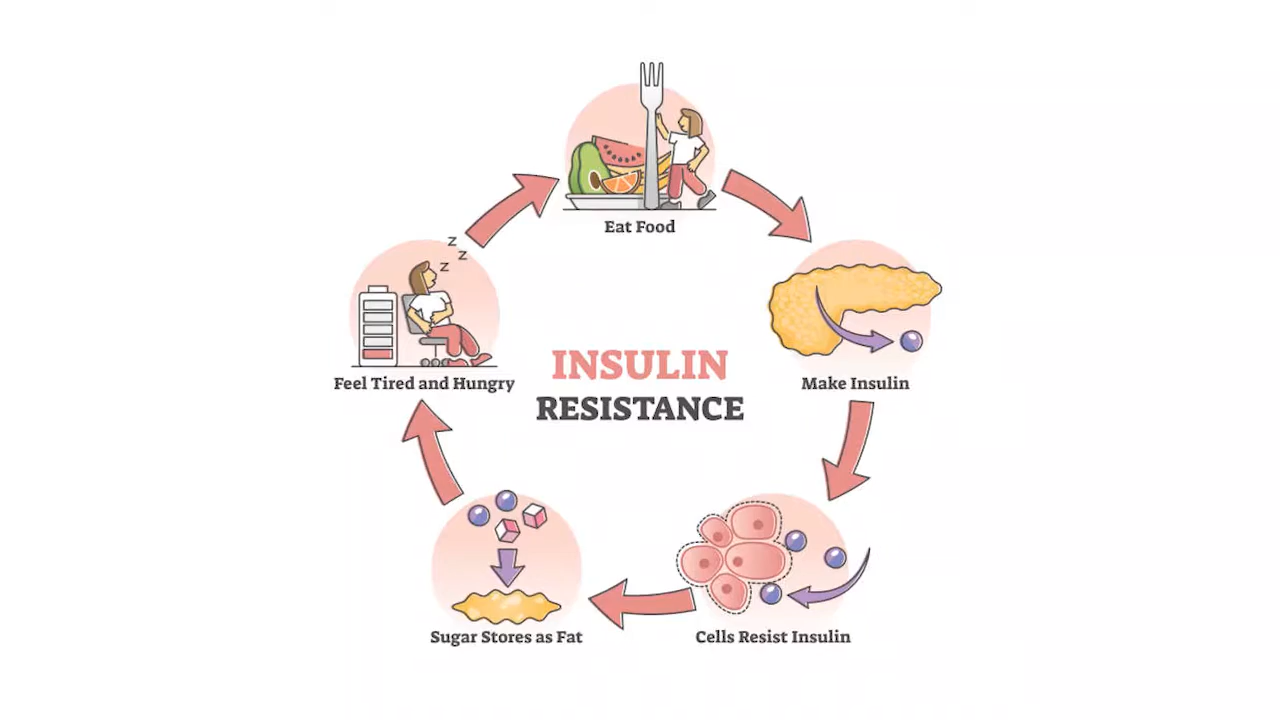 Eat Food
Make Insulin
Cells Resist Insulin
Sugar Stores as Fat
Feel Tired and Hungry
z
z
z
INSULIN
RESISTANCE